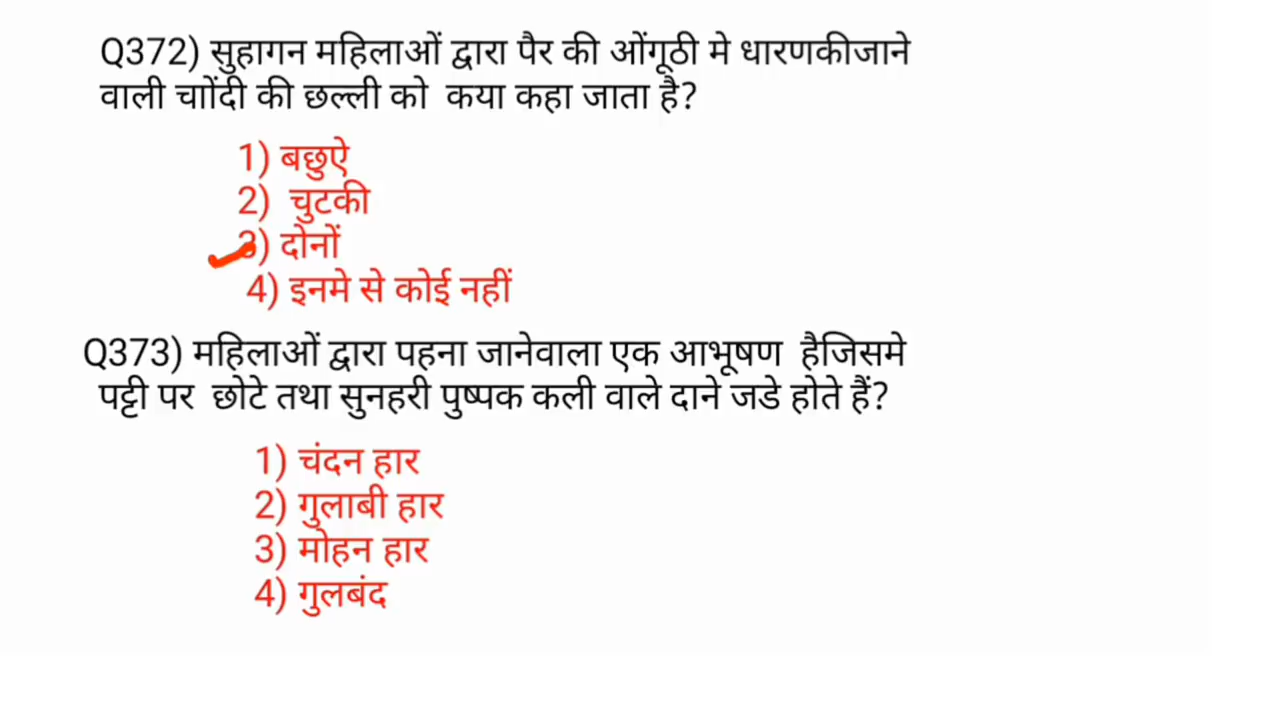 Q372) सुहागन महिलाओं द्वारा पैर की ओंगूठी मे धारणकीजाने
वाली चाोंदी की छल्ली को कया कहा जाता है?
1) बछुऐ
2) चुटकी
3) दोनों
4) इनमे से कोई नहीं
Q373) महिलाओं द्वारा पहना जानेवाला एक आभूषण हैजिसमे
पट्टी पर छोटे तथा सुनहरी पुष्पक कली वाले दाने जडे होते हैं?
1) चंदन हार
2) गुलाबी हार
3) मोहन हार
4) गुलबंद